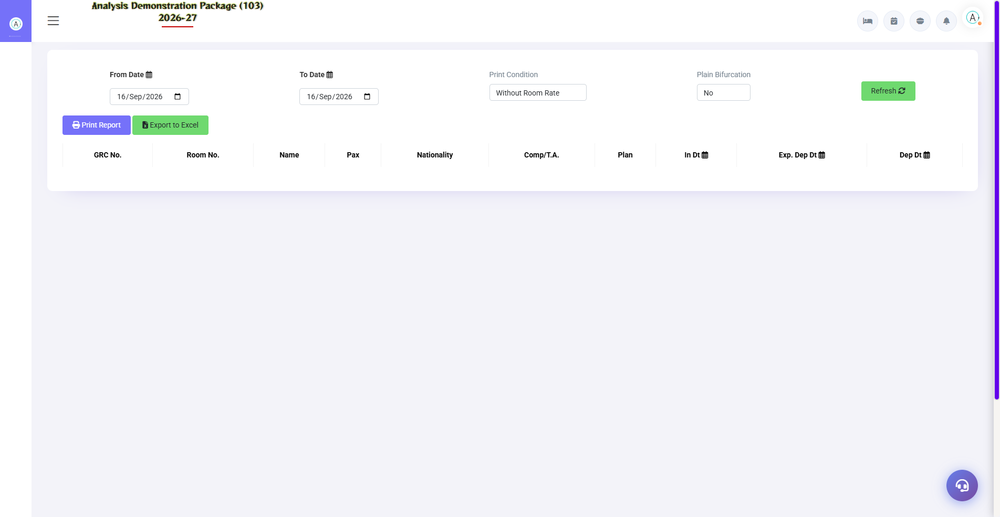 Analysis Demonstration Package (103)
2026-27
A
A
From Date
To Date
Print Condition
Plain Bifurcation
16/Sep/2026
16/Sep/2026
Without Room Rate
No
Refresh
Print Report
Export to Excel
GRC No. Room No. Name Pax Nationality Comp/T.A. Plan In Dt Exp. Dep Dt Dep Dt